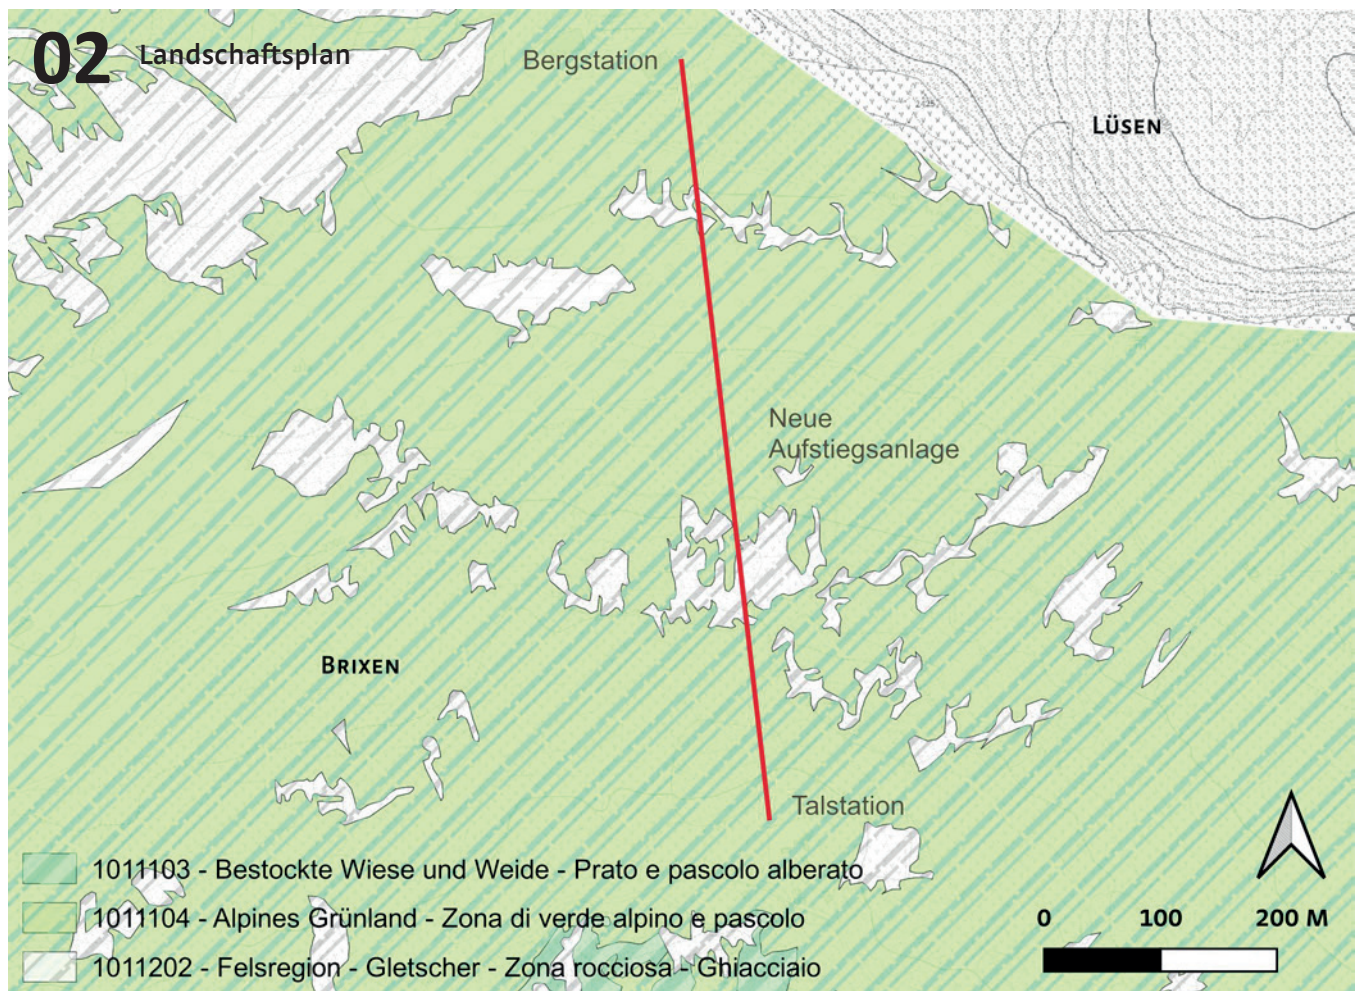 02 Landschaftsplan
Bergstation
LÜSEN
Neue
Aufstiegsanlage
BRIXEN
Talstation
1011103 - Bestockte Wiese und Weide - Prato e pascolo alberato
1011104 - Alpines Grünland - Zona di verde alpino e pascolo
1011202 - Felsregion - Gletscher - Zona rocciosa - Ghiacciaio
0 100 200 M